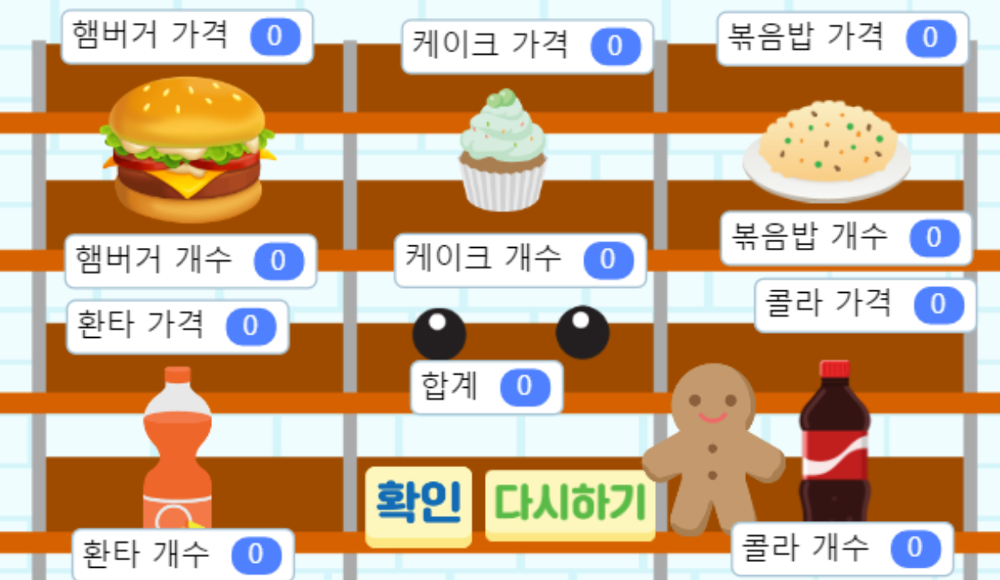 햄버거 가격 0
케이크 가격 0
볶음밥 가격 0
햄버거 개수 0
케이크 개수 0
볶음밥 개수 0
환타 가격 0
콜라 가격 0
합계 0
확인
다시하기
환타 개수 0
콜라 개수 0